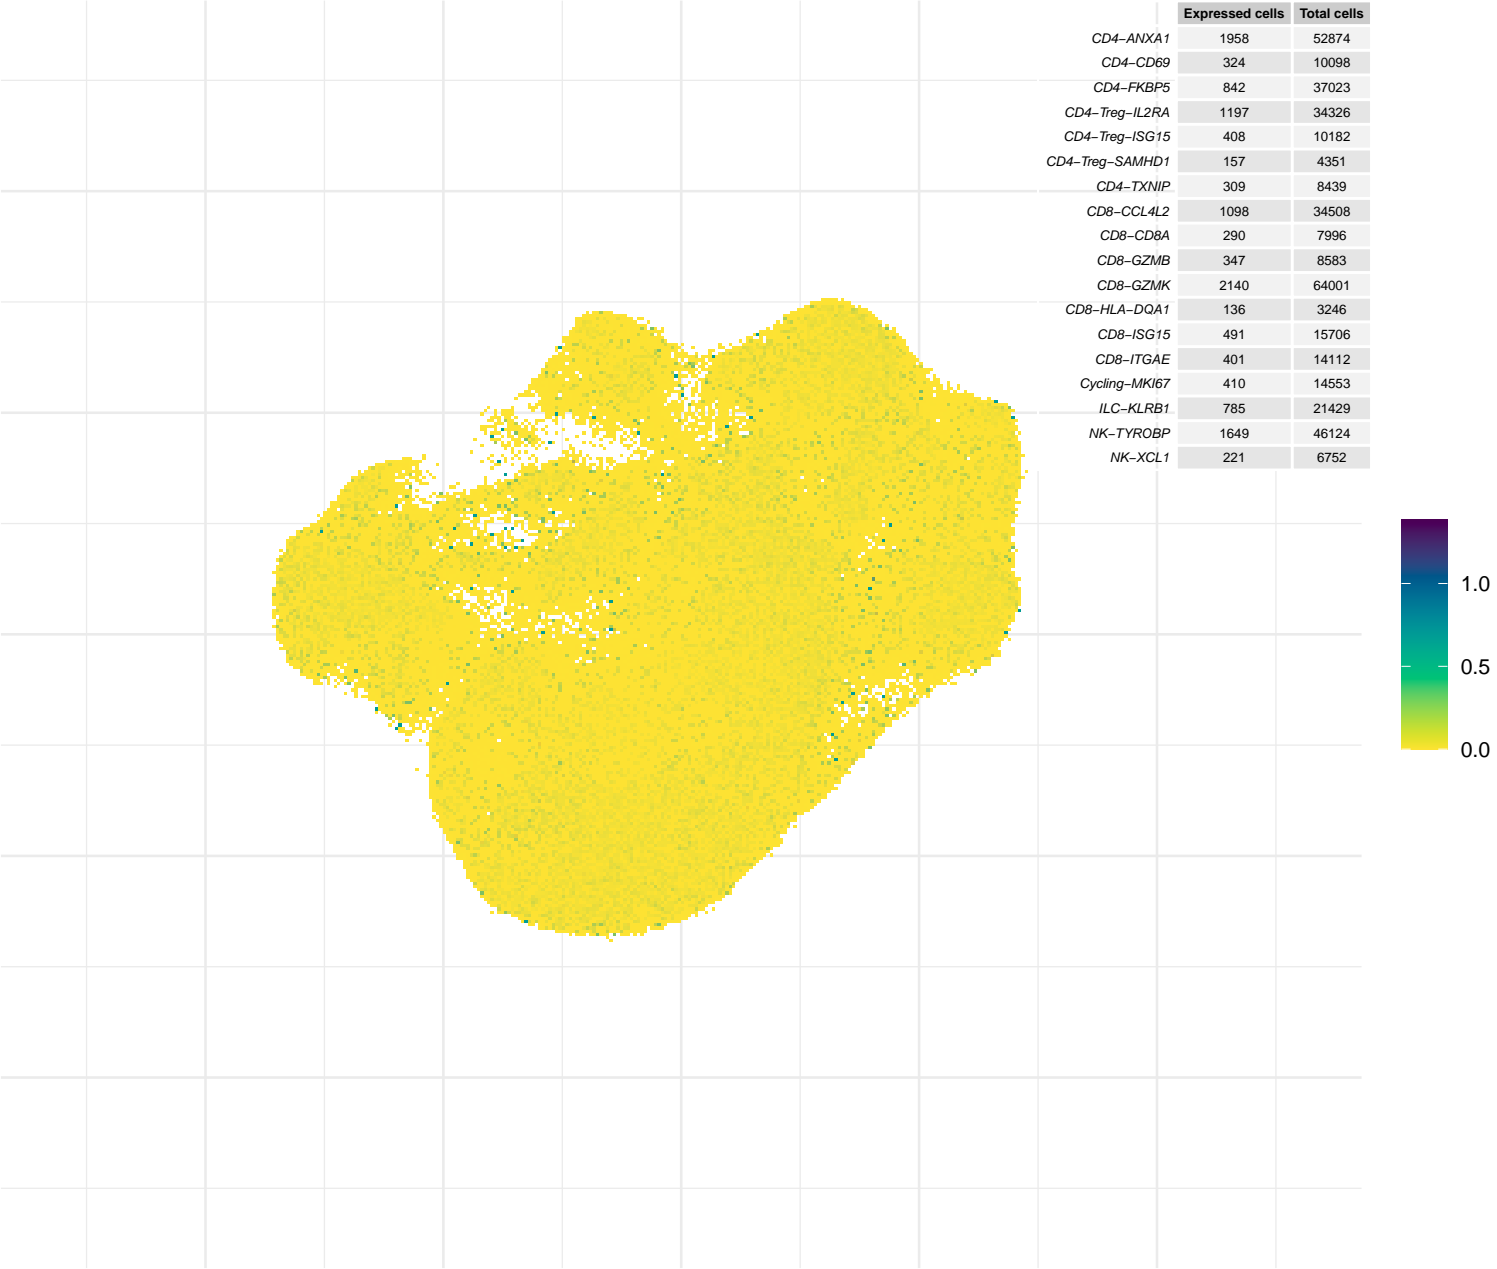 Expressed cells Total cells
CD4−ANXA1 1958 52874
CD4−CD69 324 10098
CD4−FKBP5 842 37023
CD4−Treg−IL2RA 1197 34326
CD4−Treg−ISG15 408 10182
CD4−Treg−SAMHD1 157 4351
CD4−TXNIP 309 8439
CD8−CCL4L2 1098 34508
CD8−CD8A 290 7996
CD8−GZMB 347 8583
CD8−GZMK 2140 64001
CD8−HLA−DQA1 136 3246
CD8−ISG15 491 15706
CD8−ITGAE 401 14112
Cycling−MKI67 410 14553
ILC−KLRB1 785 21429
NK−TYROBP 1649 46124
NK−XCL1 221 6752
1.0
0.5
0.0